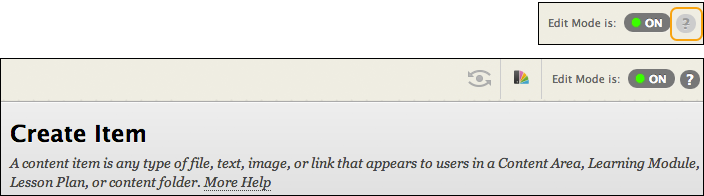 Edit Mode is: ON ?
Edit Mode is: ON ?
Create Item
A content item is any type of file, text, image, or link that appears to users in a Content Area, Learning Module,
Lesson Plan, or content folder. More Help